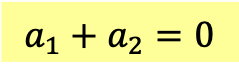 a₁ + a₂ = 0